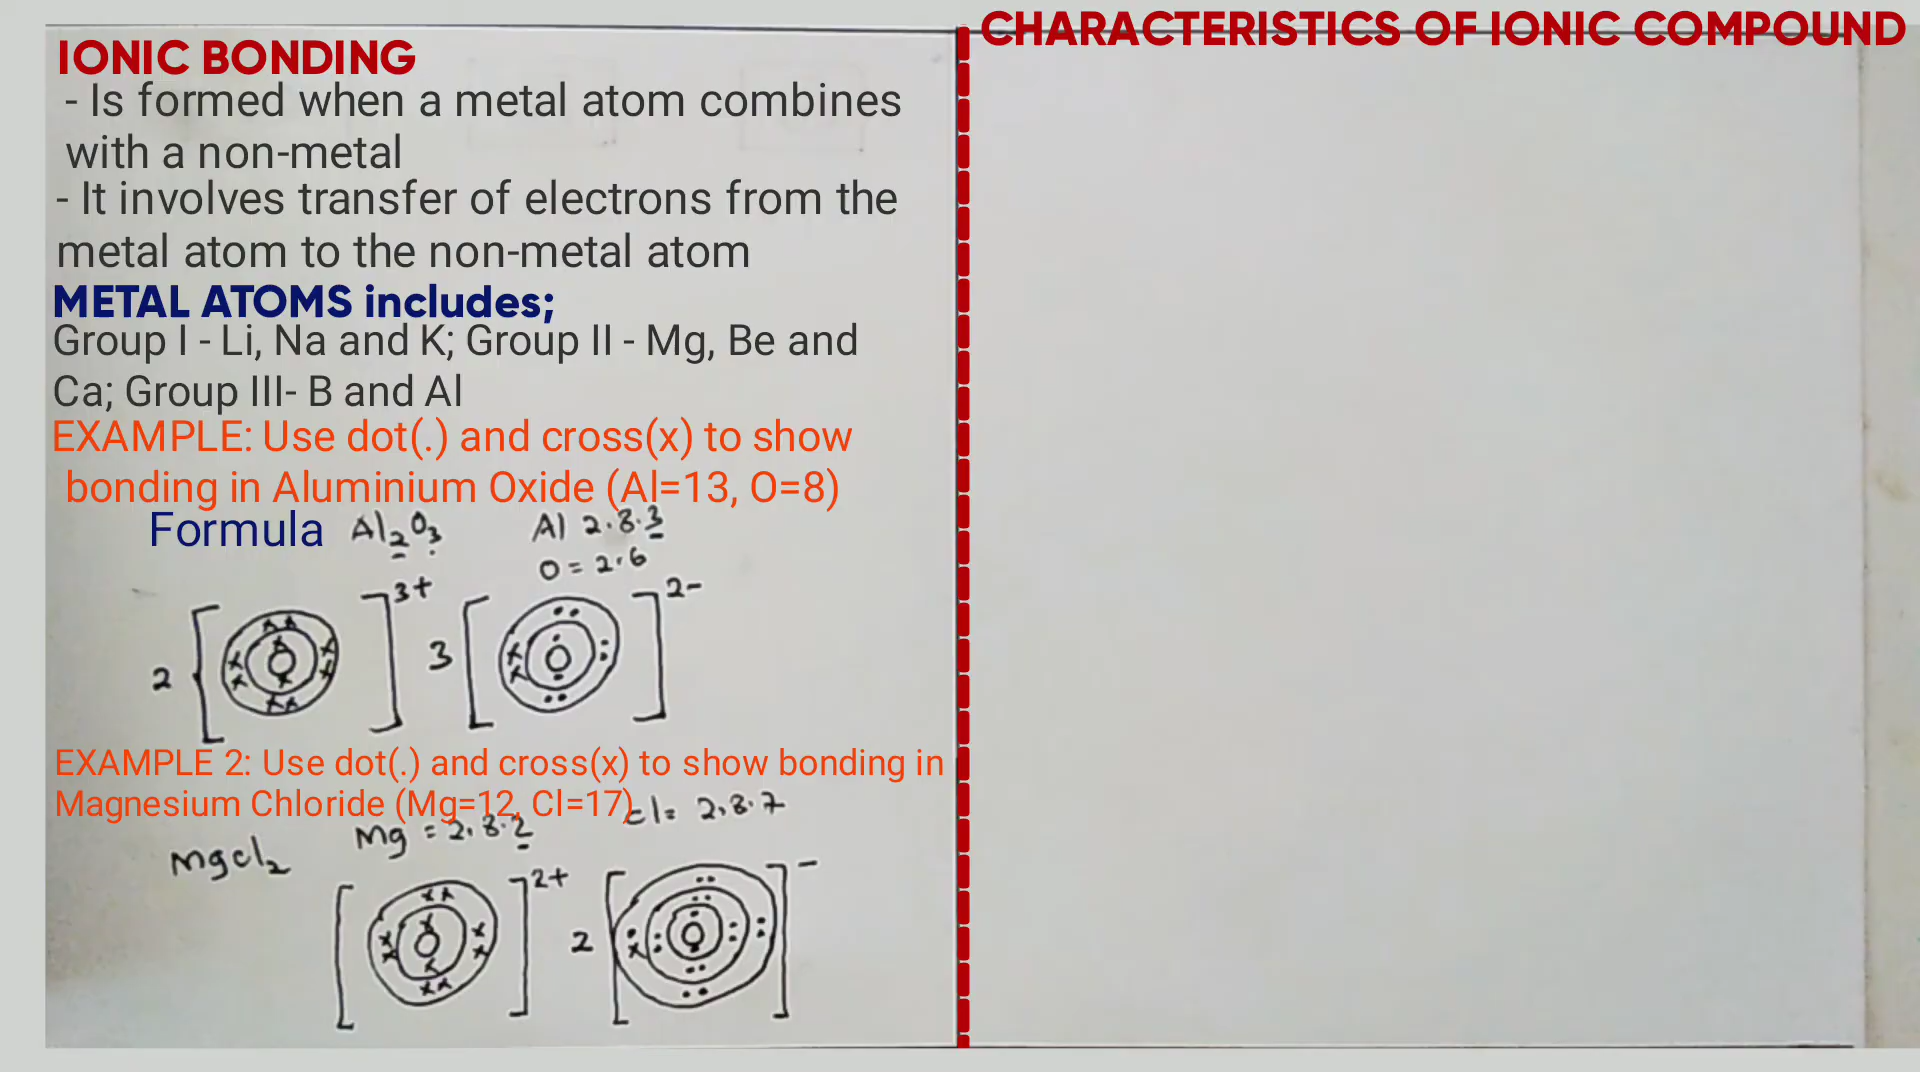 IONIC BONDING
- Is formed when a metal atom combines
with a non-metal
- It involves transfer of electrons from the
metal atom to the non-metal atom
METAL ATOMS includes;
Group I - Li, Na and K; Group II - Mg, Be and
Ca; Group III- B and Al
EXAMPLE: Use dot(.) and cross(x) to show
bonding in Aluminium Oxide (Al=13, O=8)
Formula Al₂O₃ Al 2.8.3
O = 2.6
2 [ ]³⁺ 3 [ ]²⁻
EXAMPLE 2: Use dot(.) and cross(x) to show bonding in
Magnesium Chloride (Mg=12, Cl=17) cl= 2.8.7
Mgcl₂ Mg = 2.8.2
[ ]²⁺ 2 [ ]⁻
CHARACTERISTICS OF IONIC COMPOUND